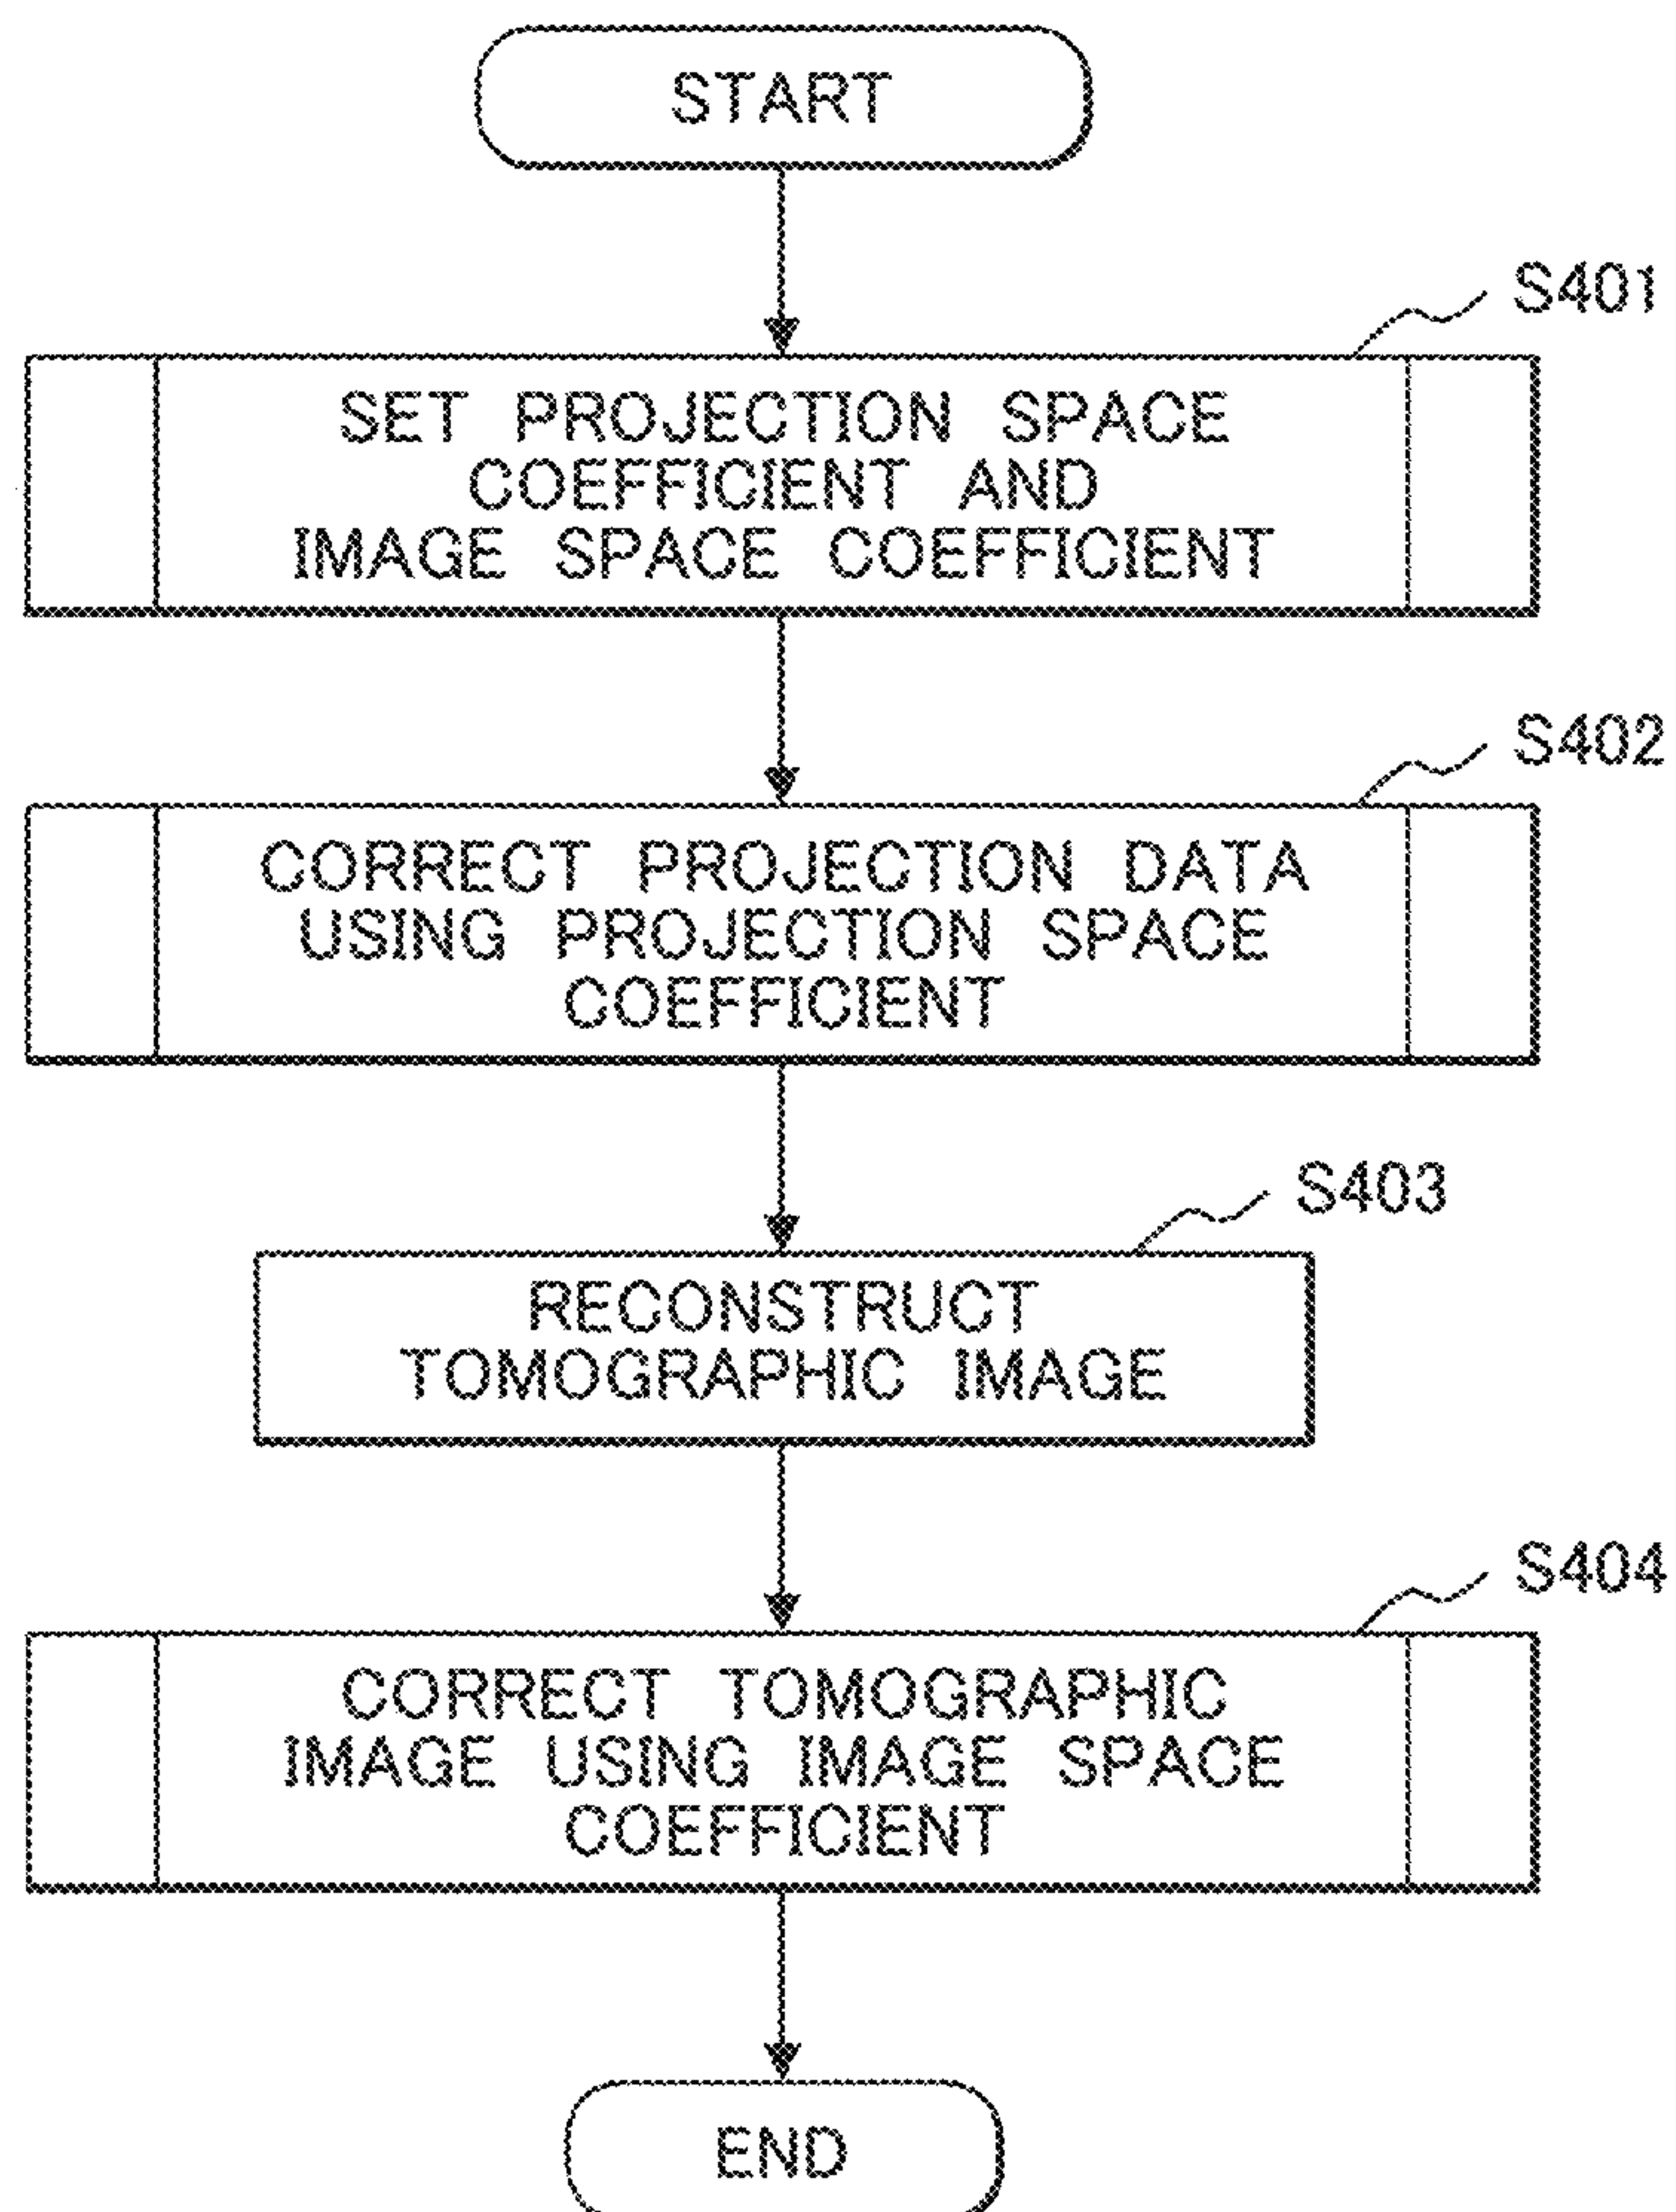 START
S401
SET PROJECTION SPACE
COEFFICIENT AND
IMAGE SPACE COEFFICIENT
S402
CORRECT PROJECTION DATA
USING PROJECTION SPACE
COEFFICIENT
S403
RECONSTRUCT
TOMOGRAPHIC IMAGE
S404
CORRECT TOMOGRAPHIC
IMAGE USING IMAGE SPACE
COEFFICIENT
END